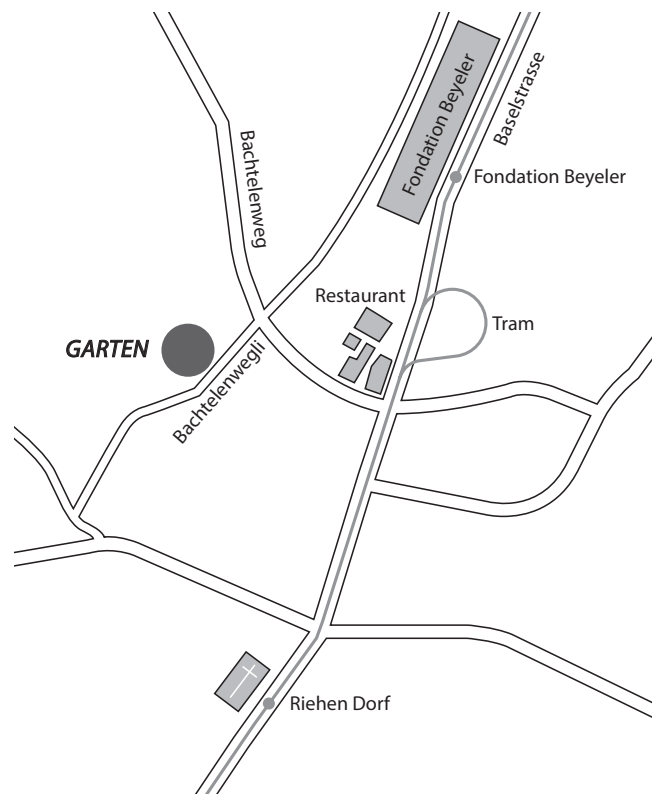 Fondation Beyeler
Baselstrasse
Bachtelenweg
Fondation Beyeler
Restaurant
Tram
GARTEN
Bachtelenwegli
Riehen Dorf